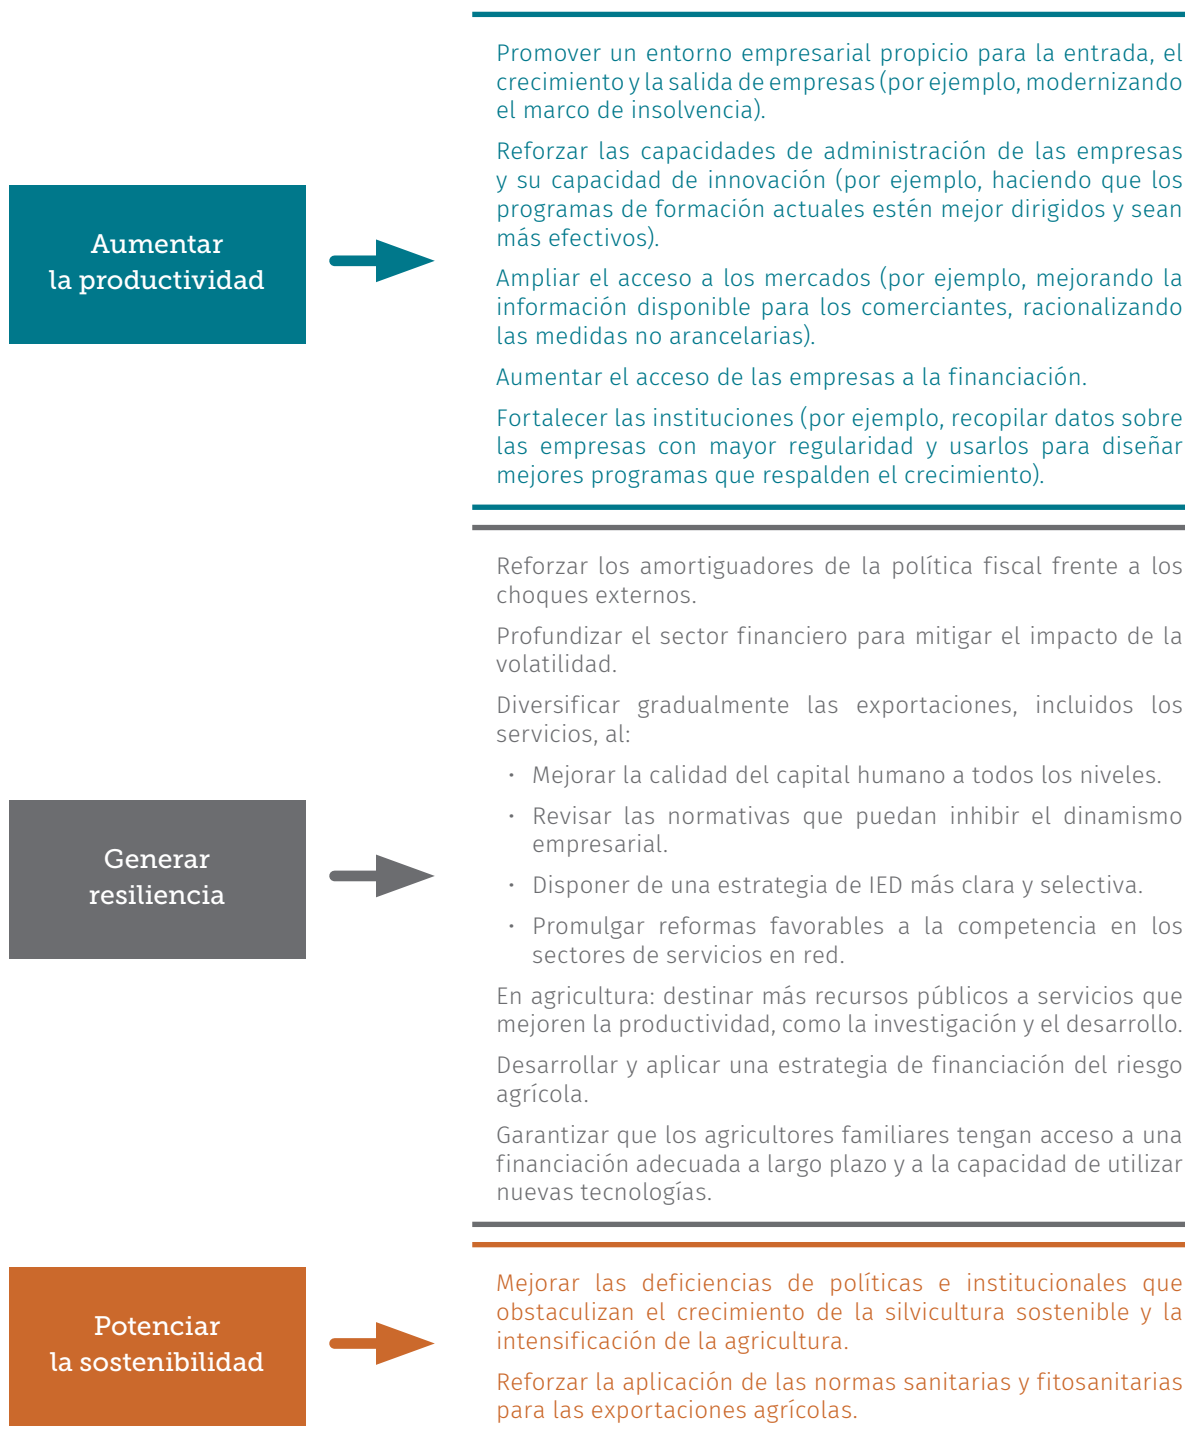 Promover un entorno empresarial propicio para la entrada, el
crecimiento y la salida de empresas (por ejemplo, modernizando
el marco de insolvencia).
Reforzar las capacidades de administración de las empresas
y su capacidad de innovación (por ejemplo, haciendo que los
programas de formación actuales estén mejor dirigidos y sean
más efectivos).
Aumentar
la productividad
Ampliar el acceso a los mercados (por ejemplo, mejorando la
información disponible para los comerciantes, racionalizando
las medidas no arancelarias).
Aumentar el acceso de las empresas a la financiación.
Fortalecer las instituciones (por ejemplo, recopilar datos sobre
las empresas con mayor regularidad y usarlos para diseñar
mejores programas que respalden el crecimiento).
Reforzar los amortiguadores de la política fiscal frente a los
choques externos.
Profundizar el sector financiero para mitigar el impacto de la
volatilidad.
Diversificar gradualmente las exportaciones, incluidos los
servicios, al:
· Mejorar la calidad del capital humano a todos los niveles.
· Revisar las normativas que puedan inhibir el dinamismo
empresarial.
Generar
resiliencia
· Disponer de una estrategia de IED más clara y selectiva.
· Promulgar reformas favorables a la competencia en los
sectores de servicios en red.
En agricultura: destinar más recursos públicos a servicios que
mejoren la productividad, como la investigación y el desarrollo.
Desarrollar y aplicar una estrategia de financiación del riesgo
agrícola.
Garantizar que los agricultores familiares tengan acceso a una
financiación adecuada a largo plazo y a la capacidad de utilizar
nuevas tecnologías.
Potenciar
la sostenibilidad
Mejorar las deficiencias de políticas e institucionales que
obstaculizan el crecimiento de la silvicultura sostenible y la
intensificación de la agricultura.
Reforzar la aplicación de las normas sanitarias y fitosanitarias
para las exportaciones agrícolas.